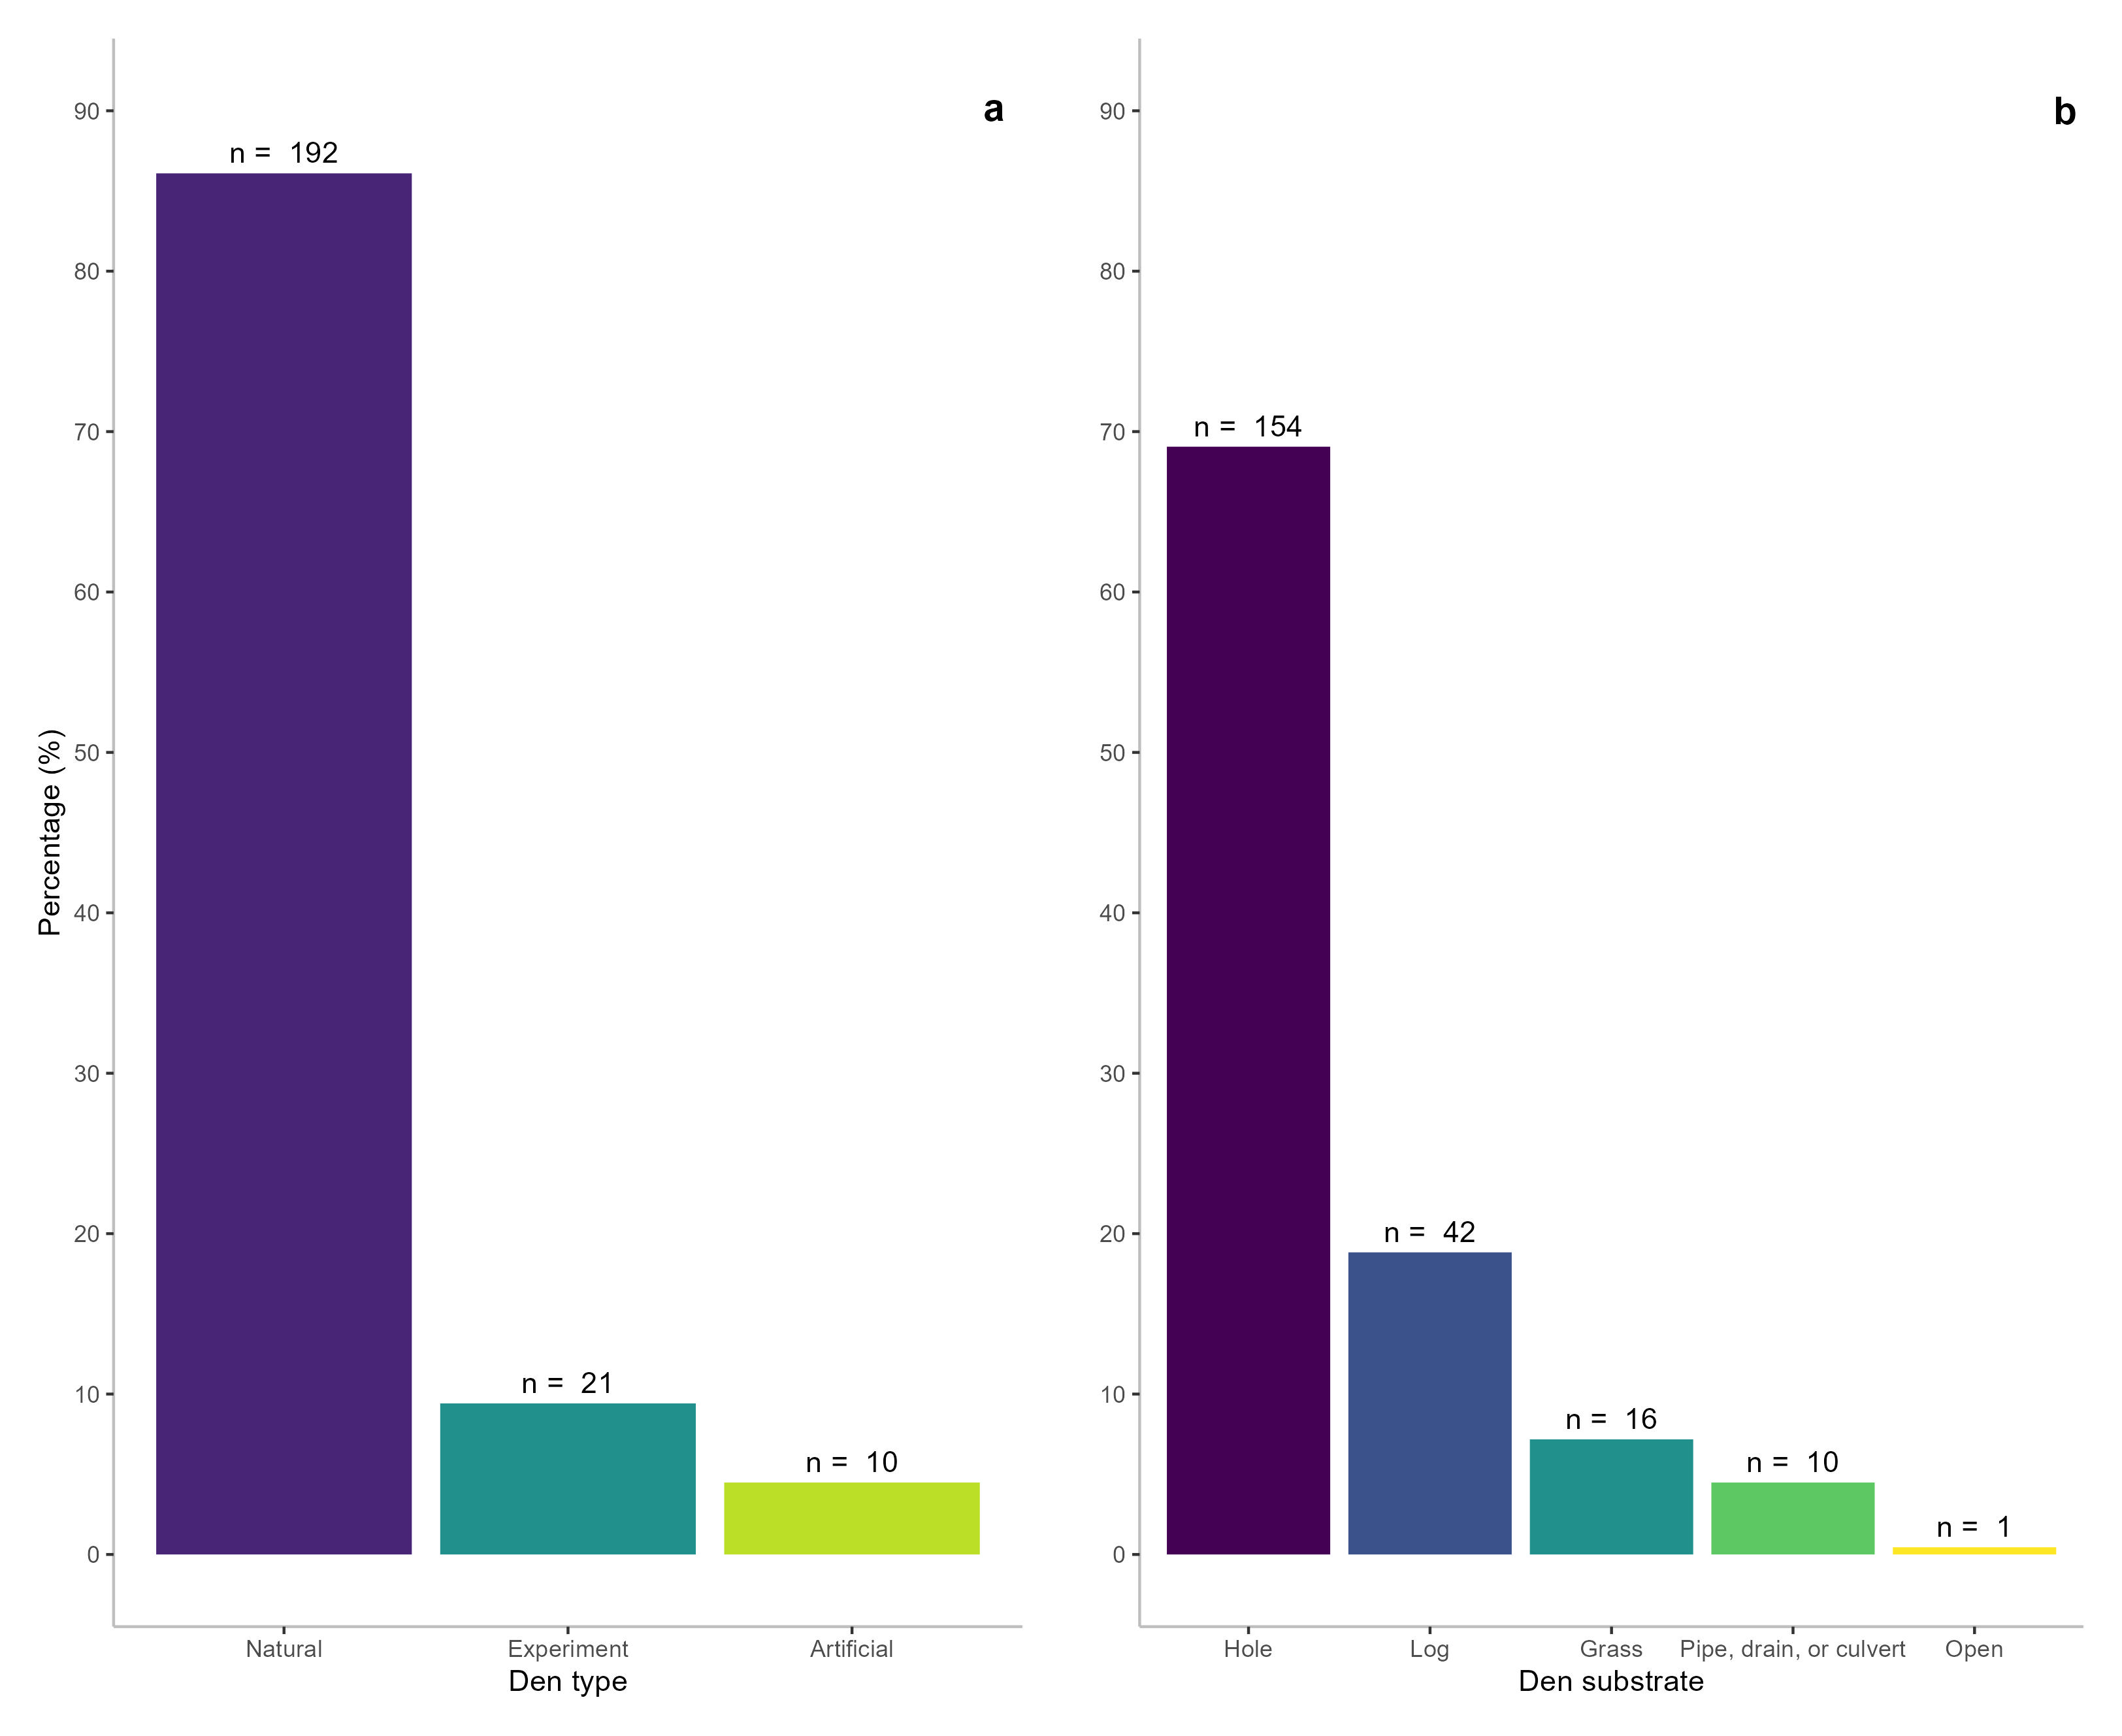 a
90
n =  192
80
70
60
50
40
30
20
10
0
n =  21
n =  10
Percentage (%)
Natural
Experiment
Artificial
Den type
b
90
80
70
60
50
40
30
20
10
0
n =  154
n =  42
n =  16
n =  10
n =  1
Hole
Log
Grass
Pipe, drain, or culvert
Open
Den substrate